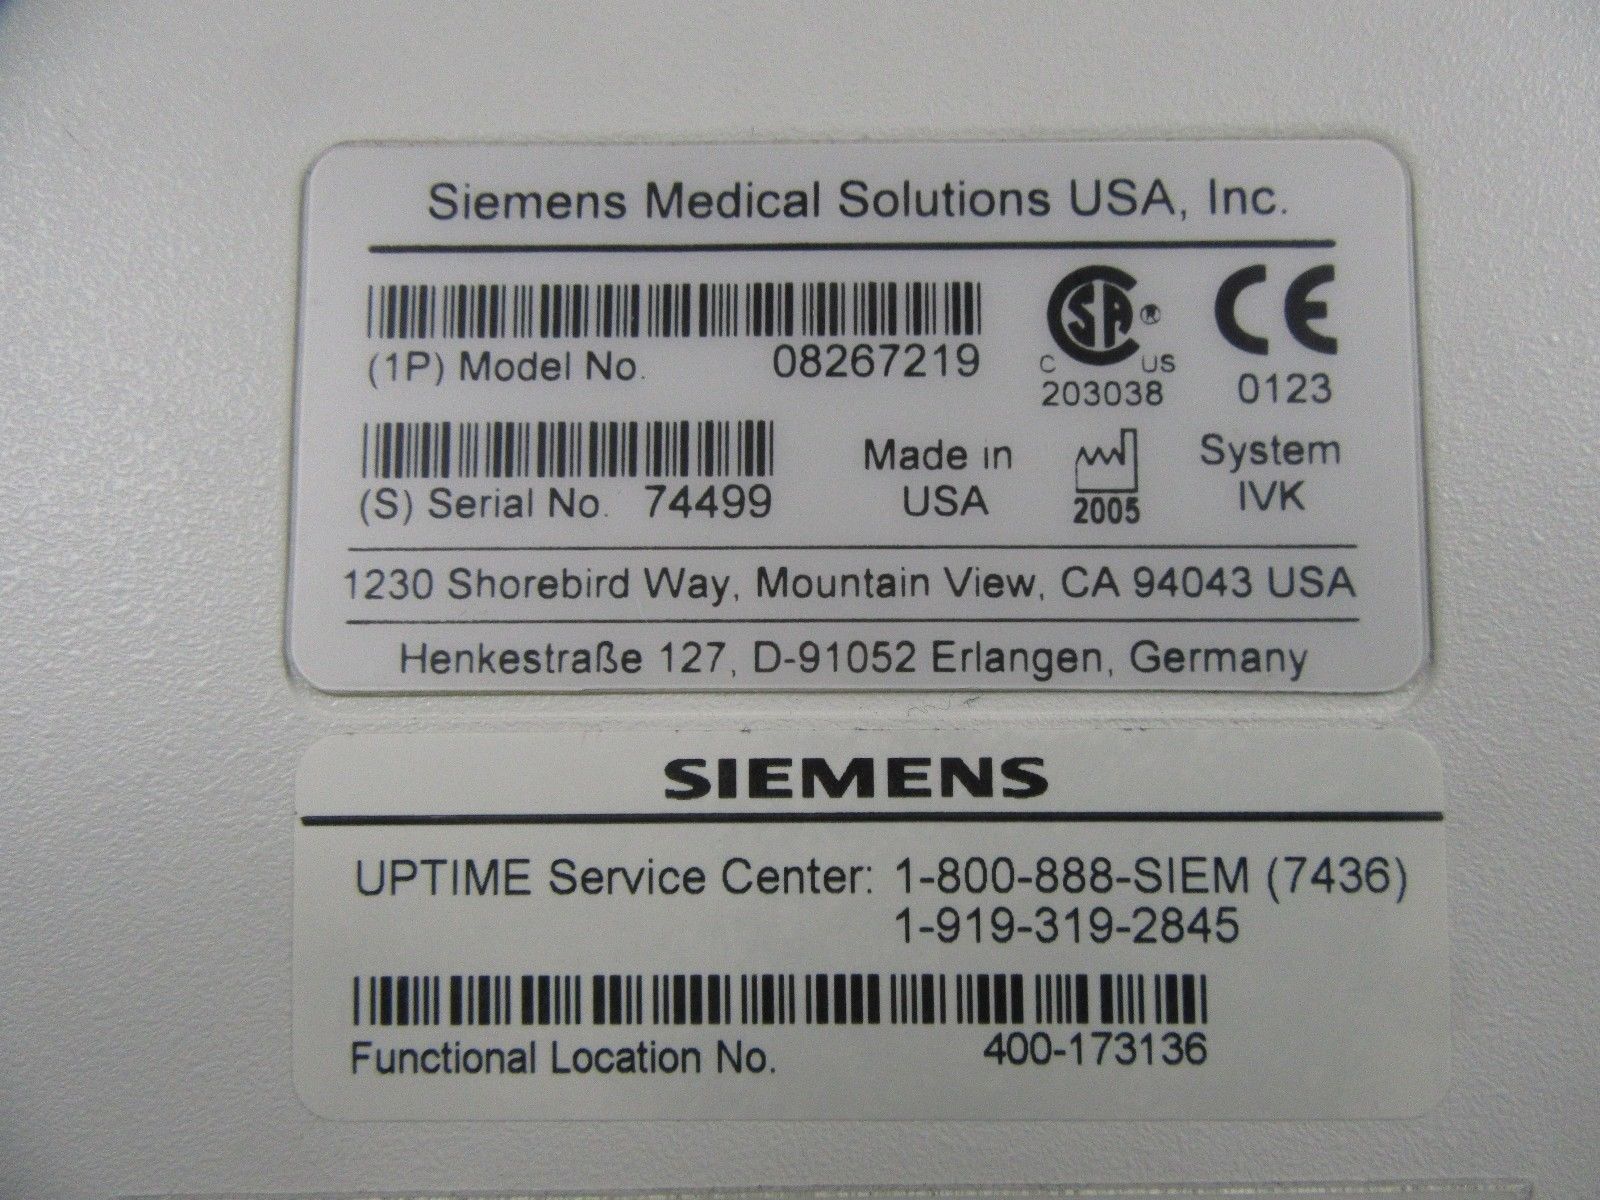 Siemens Medical Solutions USA, Inc.
(1P) Model No. 08267219
CSA ® C US
203038
CE
0123
(S) Serial No. 74499
Made in
USA
2005
System
IVK
1230 Shorebird Way, Mountain View, CA 94043 USA
Henkestraße 127, D-91052 Erlangen, Germany
SIEMENS
UPTIME Service Center: 1-800-888-SIEM (7436)
1-919-319-2845
Functional Location No. 400-173136